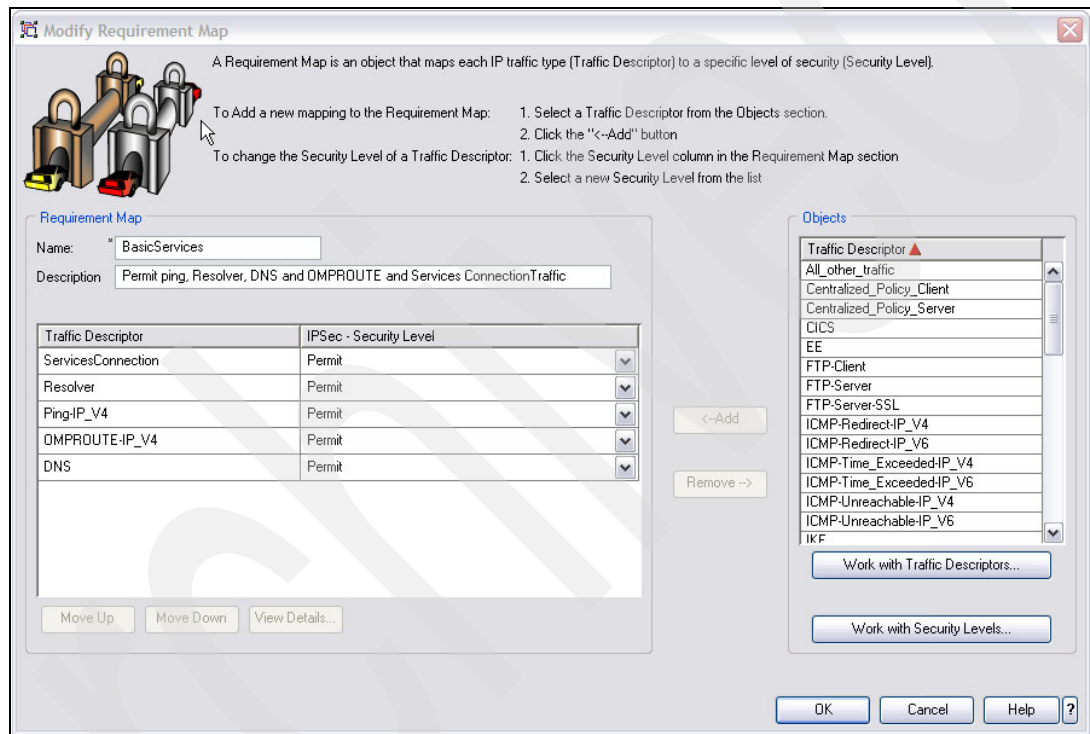 Modify Requirement Map
A Requirement Map is an object that maps each IP traffic type (Traffic Descriptor) to a specific level of security (Security Level).
To Add a new mapping to the Requirement Map: 1. Select a Traffic Descriptor from the Objects section.
2. Click the "<--Add" button
To change the Security Level of a Traffic Descriptor: 1. Click the Security Level column in the Requirement Map section
2. Select a new Security Level from the list
Requirement Map
Name: * BasicServices
Description Permit ping, Resolver, DNS and OMPROUTE and Services ConnectionTraffic
Traffic Descriptor IPSec - Security Level
ServicesConnection Permit
Resolver Permit
Ping-IP_V4 Permit
OMPROUTE-IP_V4 Permit
DNS Permit
Move Up Move Down View Details...
<--Add
Remove -->
Objects
Traffic Descriptor
All_other_traffic
Centralized_Policy_Client
Centralized_Policy_Server
CICS
EE
FTP-Client
FTP-Server
FTP-Server-SSL
ICMP-Redirect-IP_V4
ICMP-Redirect-IP_V6
ICMP-Time_Exceeded-IP_V4
ICMP-Time_Exceeded-IP_V6
ICMP-Unreachable-IP_V4
ICMP-Unreachable-IP_V6
IKE
Work with Traffic Descriptors...
Work with Security Levels...
OK Cancel Help ?